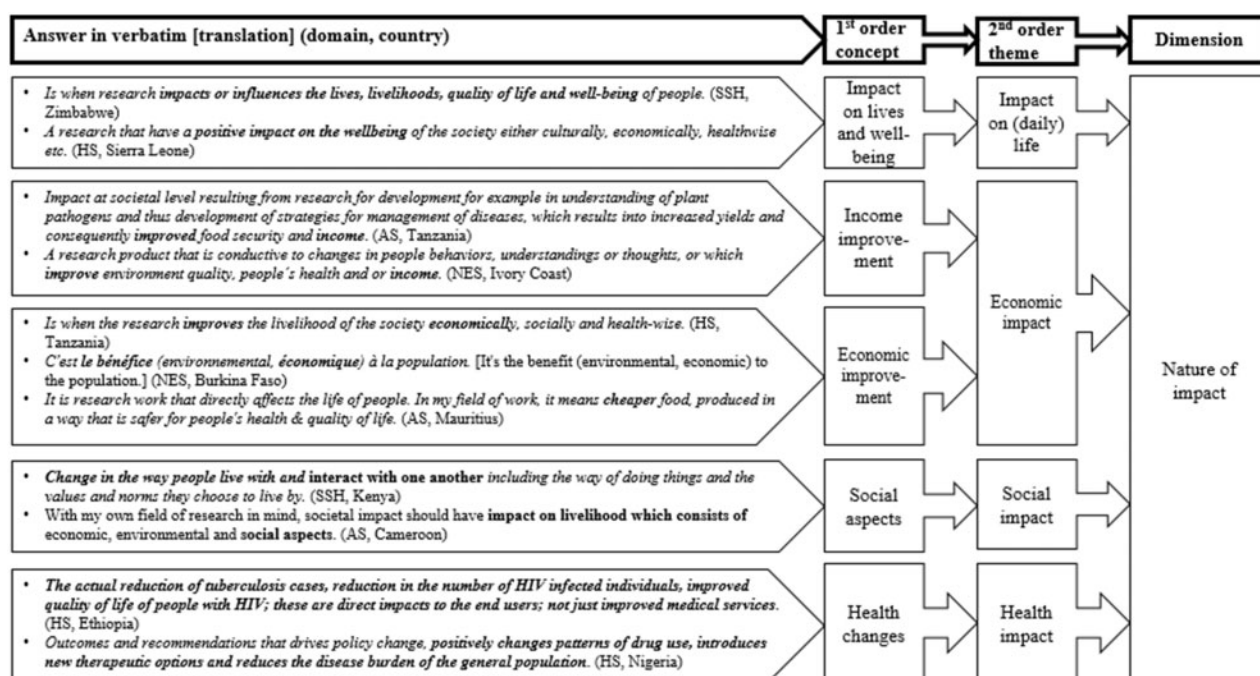 Answer in verbatim [translation] (domain, country)
1st order
concept
2nd order
theme
Dimension
• Is when research impacts or influences the lives, livelihoods, quality of life and well-being of people. (SSH,
Zimbabwe)
• A research that have a positive impact on the wellbeing of the society either culturally, economically, healthwise
etc. (HS, Sierra Leone)
Impact
on lives
and well-
being
Impact
on (daily)
life
• Impact at societal level resulting from research for development for example in understanding of plant
pathogens and thus development of strategies for management of diseases, which results into increased yields and
consequently improved food security and income. (AS, Tanzania)
• A research product that is conductive to changes in people behaviors, understandings or thoughts, or which
improve environment quality, people´s health and or income. (NES, Ivory Coast)
Income
improve-
ment
• Is when the research improves the livelihood of the society economically, socially and health-wise. (HS,
Tanzania)
• C'est le bénéfice (environnemental, économique) à la population. [It's the benefit (environmental, economic) to
the population.] (NES, Burkina Faso)
• It is research work that directly affects the life of people. In my field of work, it means cheaper food, produced in
a way that is safer for people´s health & quality of life. (AS, Mauritius)
Economic
improve-
ment
Economic
impact
• Change in the way people live with and interact with one another including the way of doing things and the
values and norms they choose to live by. (SSH, Kenya)
• With my own field of research in mind, societal impact should have impact on livelihood which consists of
economic, environmental and social aspects. (AS, Cameroon)
Social
aspects
Social
impact
• The actual reduction of tuberculosis cases, reduction in the number of HIV infected individuals, improved
quality of life of people with HIV; these are direct impacts to the end users; not just improved medical services.
(HS, Ethiopia)
• Outcomes and recommendations that drives policy change, positively changes patterns of drug use, introduces
new therapeutic options and reduces the disease burden of the general population. (HS, Nigeria)
Health
changes
Health
impact
Nature of
impact